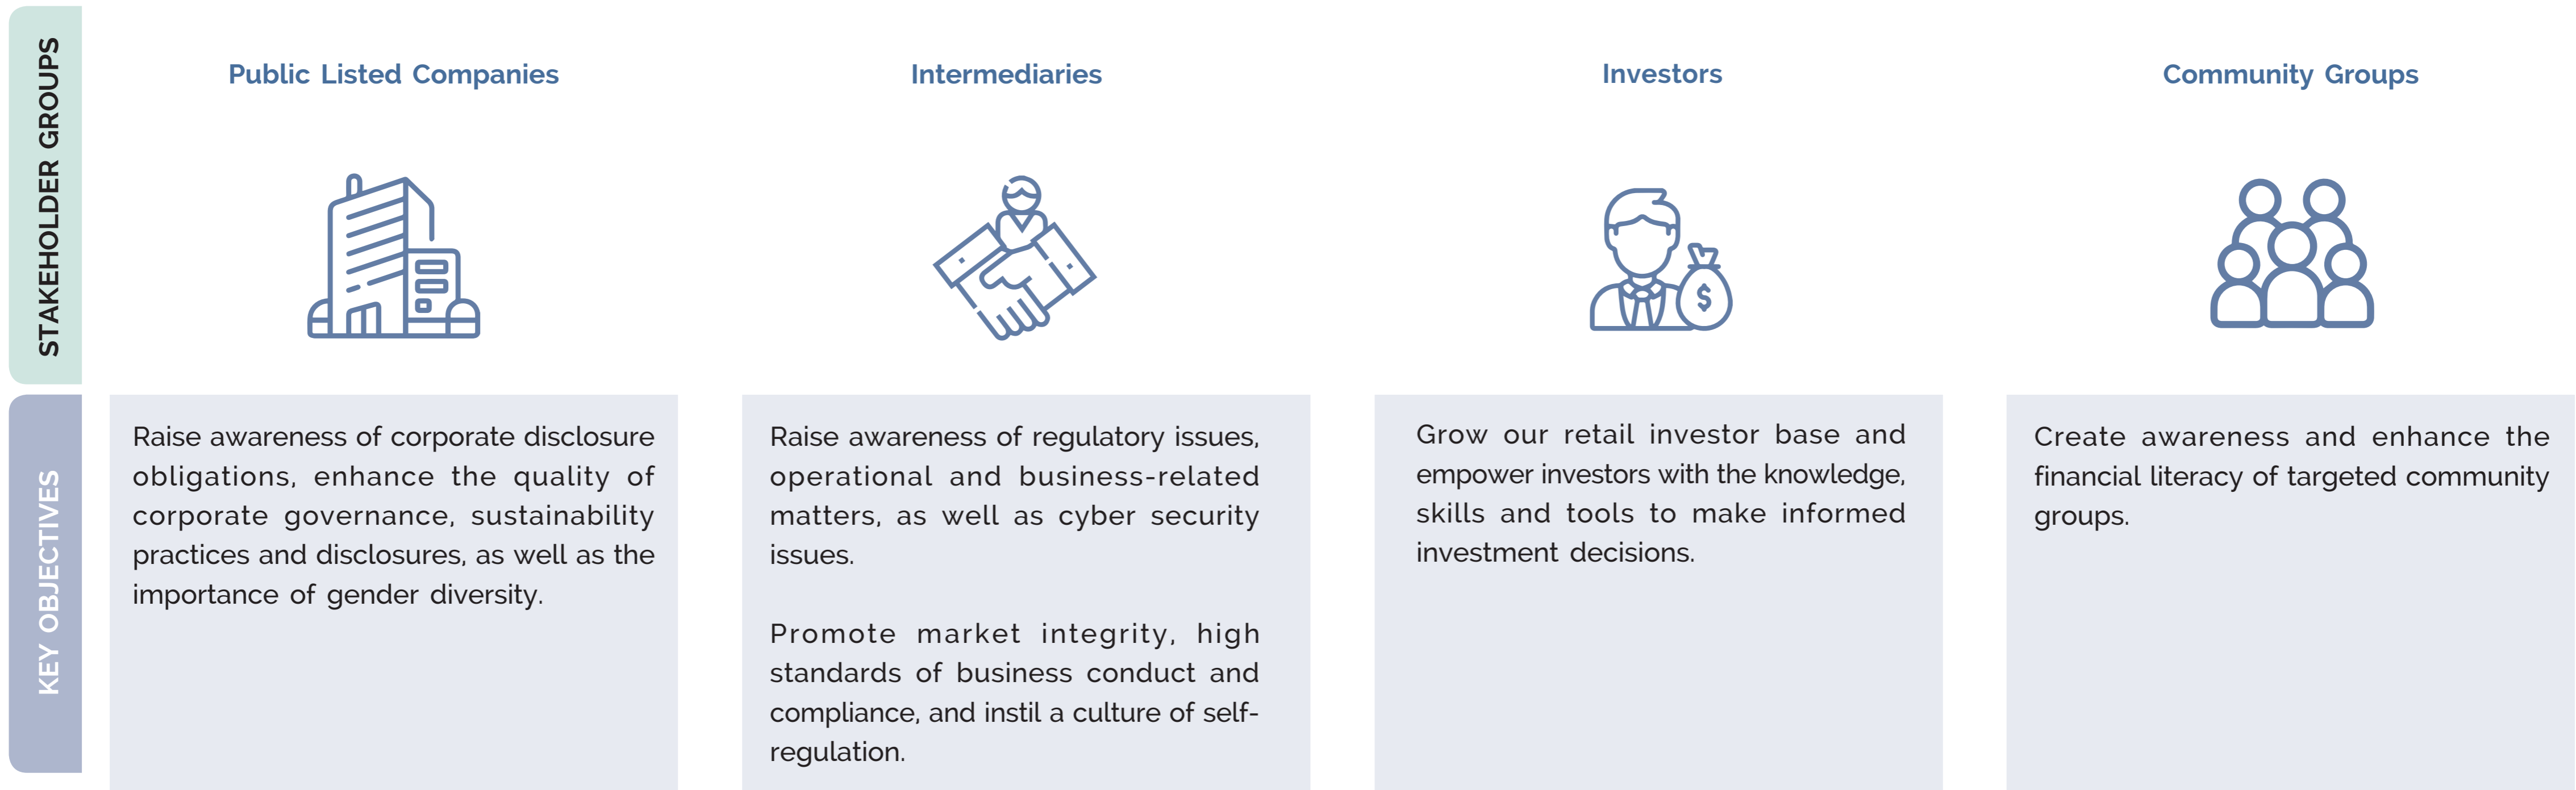 STAKEHOLDER GROUPS
Public Listed Companies
Intermediaries
Investors
Community Groups
$
KEY OBJECTIVES
Raise awareness of corporate disclosure
obligations, enhance the quality of
corporate governance, sustainability
practices and disclosures, as well as the
importance of gender diversity.
Raise awareness of regulatory issues,
operational and business-related
matters, as well as cyber security
issues.
Promote market integrity, high
standards of business conduct and
compliance, and instil a culture of self-
regulation.
Grow our retail investor base and
empower investors with the knowledge,
skills and tools to make informed
investment decisions.
Create awareness and enhance the
financial literacy of targeted community
groups.